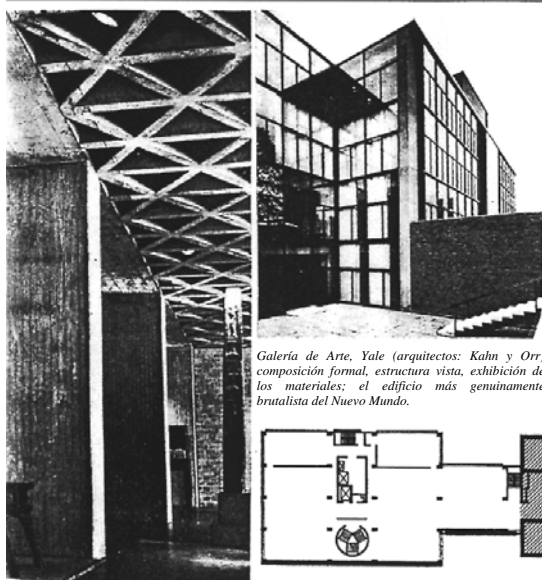 Galería de Arte, Yale (arquitectos: Kahn y Orr)
composición formal, estructura vista, exhibición de
los materiales; el edificio más genuinamente
brutalista del Nuevo Mundo.